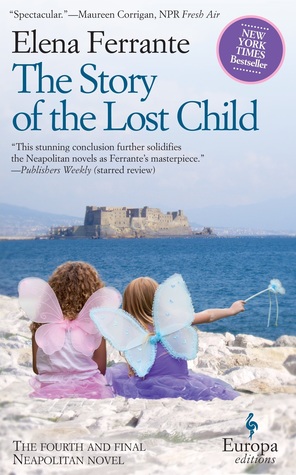 "Spectacular."—Maureen Corrigan, NPR Fresh Air
Elena Ferrante
NEW
YORK
TIMES
Bestseller
The Story
of the Lost Child
"This stunning conclusion further solidifies
the Neapolitan novels as Ferrante's masterpiece."
—Publishers Weekly (starred review)
THE FOURTH AND FINAL
NEAPOLITAN NOVEL
Europa
editions